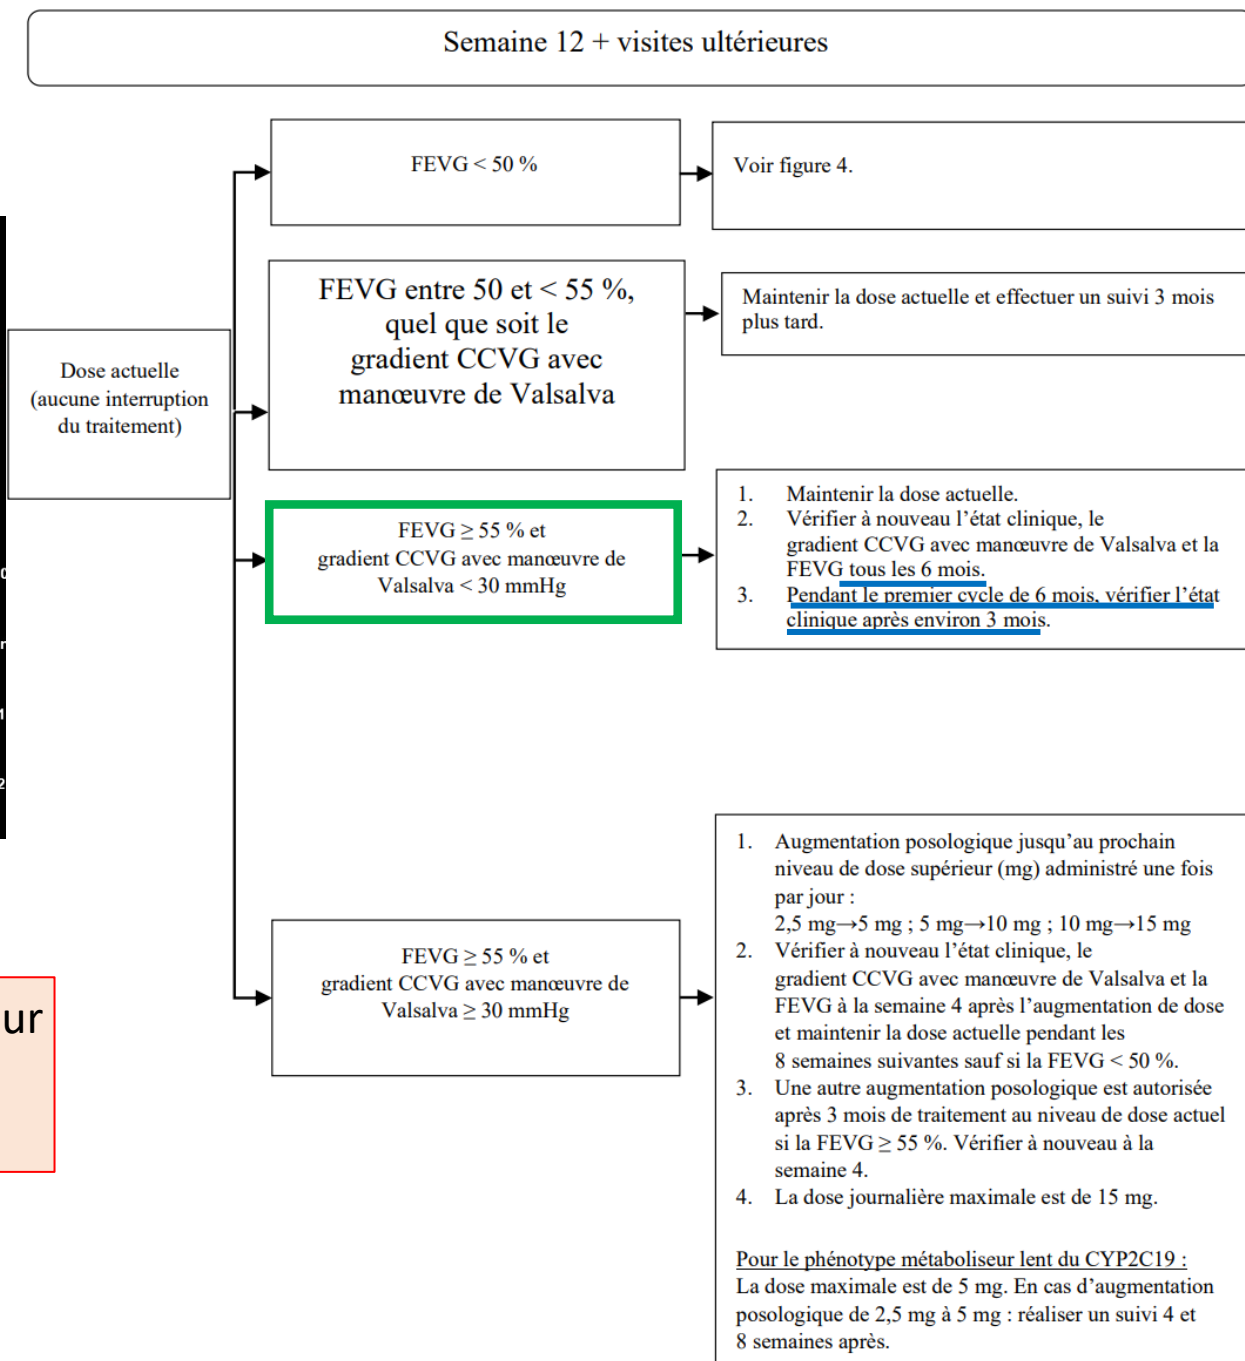 Semaine 12 + visites ultérieures
FEVG < 50 %
Voir figure 4.
FEVG entre 50 et < 55 %,
quel que soit le
gradient CCVG avec
manœuvre de Valsalva
Maintenir la dose actuelle et effectuer un suivi 3 mois
plus tard.
Dose actuelle
(aucune interruption
du traitement)
FEVG ≥ 55 % et
gradient CCVG avec manœuvre de
Valsalva < 30 mmHg
1. Maintenir la dose actuelle.
2. Vérifier à nouveau l’état clinique, le
gradient CCVG avec manœuvre de Valsalva et la
FEVG tous les 6 mois.
3. Pendant le premier cycle de 6 mois, vérifier l’état
clinique après environ 3 mois.
FEVG ≥ 55 % et
gradient CCVG avec manœuvre de
Valsalva ≥ 30 mmHg
1. Augmentation posologique jusqu’au prochain
niveau de dose supérieur (mg) administré une fois
par jour :
2,5 mg→5 mg ; 5 mg→10 mg ; 10 mg→15 mg
2. Vérifier à nouveau l’état clinique, le
gradient CCVG avec manœuvre de Valsalva et la
FEVG à la semaine 4 après l’augmentation de dose
et maintenir la dose actuelle pendant les
8 semaines suivantes sauf si la FEVG < 50 %.
3. Une autre augmentation posologique est autorisée
après 3 mois de traitement au niveau de dose actuel
si la FEVG ≥ 55 %. Vérifier à nouveau à la
semaine 4.
4. La dose journalière maximale est de 15 mg.
Pour le phénotype métaboliseur lent du CYP2C19 :
La dose maximale est de 5 mg. En cas d’augmentation
posologique de 2,5 mg à 5 mg : réaliser un suivi 4 et
8 semaines après.
ur